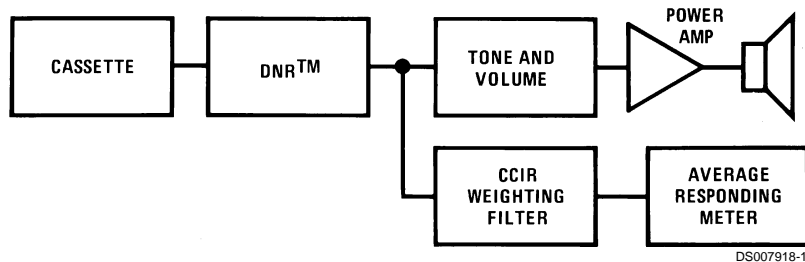 CASSETTE
DNR™
TONE AND
VOLUME
POWER
AMP
CCIR
WEIGHTING
FILTER
AVERAGE
RESPONDING
METER
DS007918-1